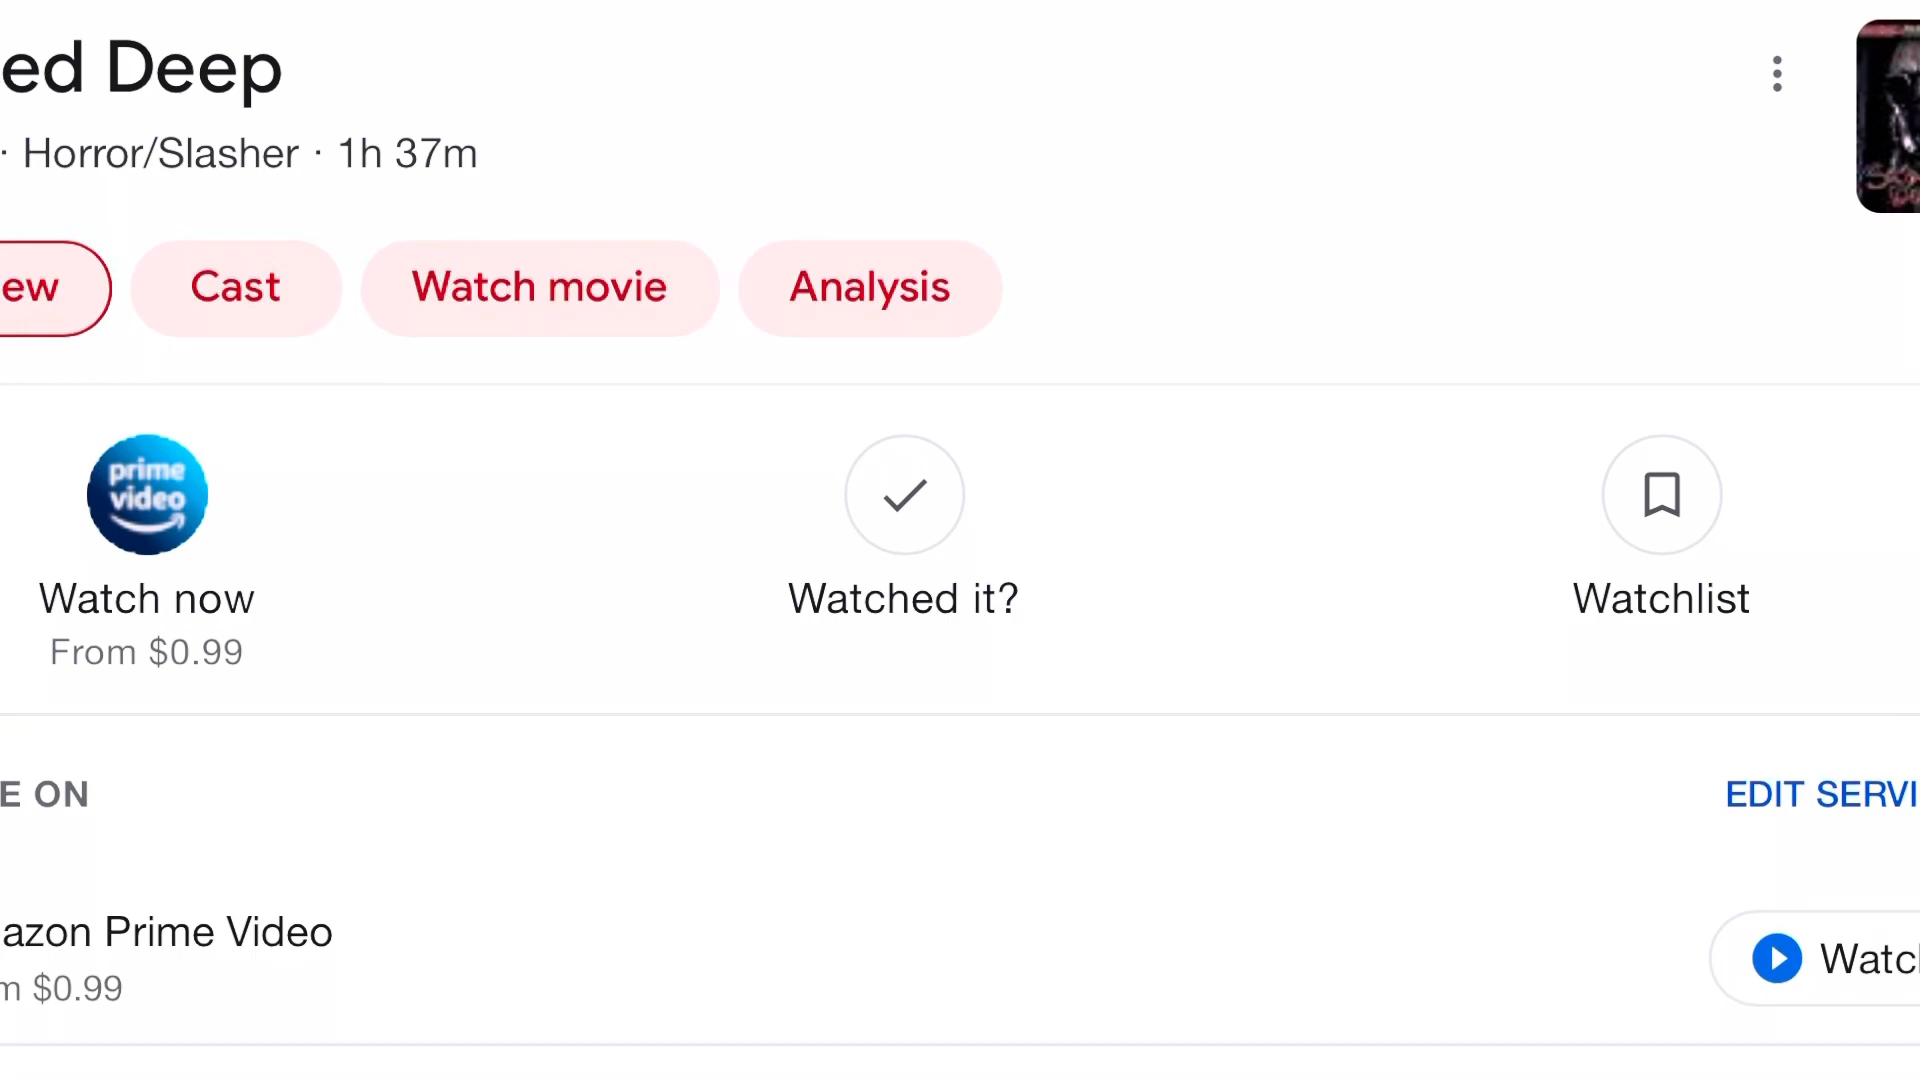 ed Deep
· Horror/Slasher · 1h 37m
ew
Cast
Watch movie
Analysis
prime
video
Watch now
From $0.99
Watched it?
Watchlist
E ON
EDIT SERVI
azon Prime Video
m $0.99
Watc